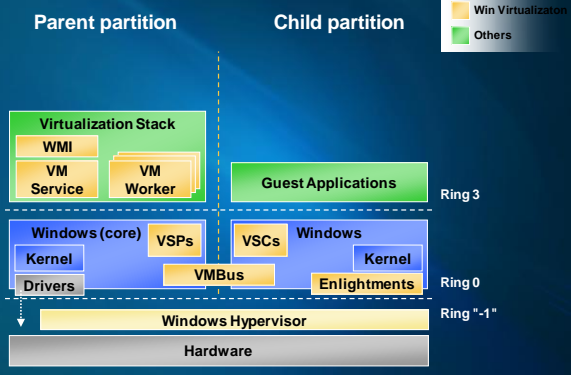 Parent partition
Child partition
Win Virtualizaton
Others
Virtualization Stack
WMI
VM
Service
VM
Worker
Guest Applications
Ring 3
Windows (core)
VSPs
Kernel
Drivers
VMBus
VSCs
Windows
Kernel
Enlightments
Ring 0
Ring "-1"
Windows Hypervisor
Hardware